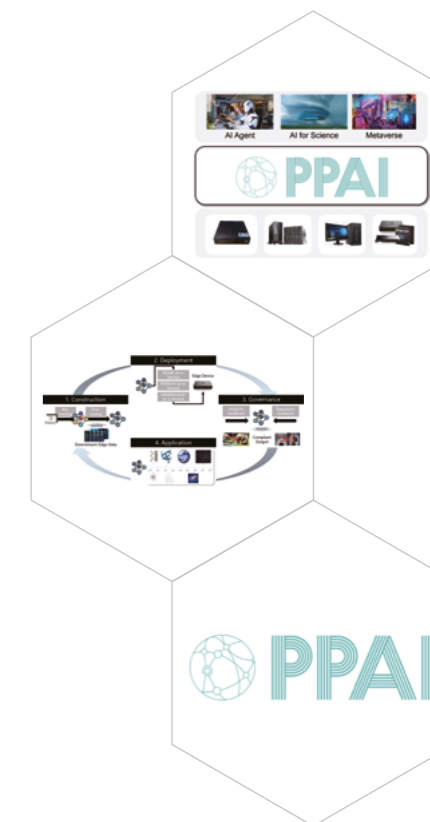 AI Agent
AI for Science
Metaverse
PPAI
2. Deployment
Edge Device
1. Construction
3. Governance
Downstream Edge Data
4. Application
Compliant
Output
PPAI